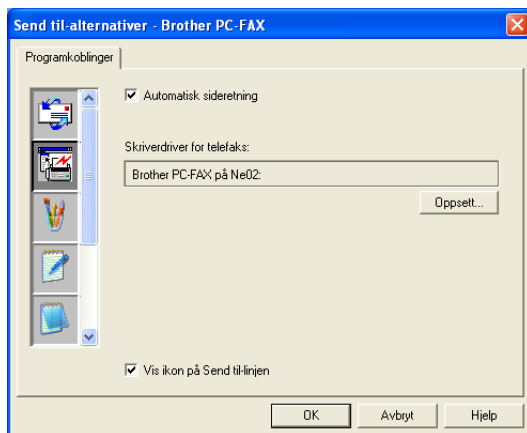 Send til-alternativer - Brother PC-FAX
Programkoblinger
Automatisk sideretning
Skriverdriver for telefaks:
Brother PC-FAX på Ne02:
Oppsett...
Vis ikon på Send til-linjen
OK
Avbryt
Hjelp